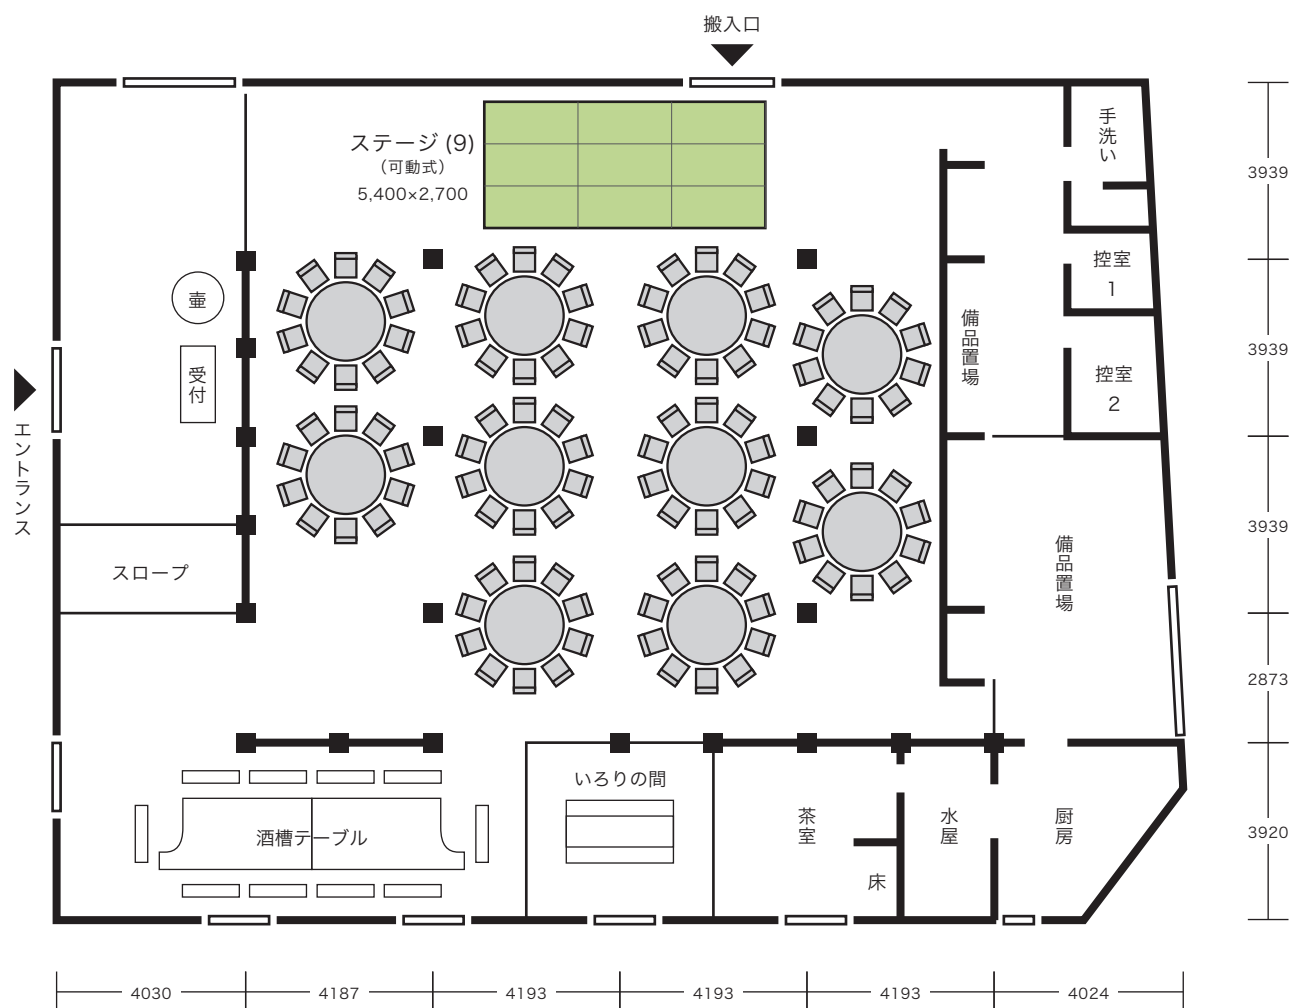 搬入口
ステージ (9)
（可動式）
5,400×2,700
手洗い
3939
控室
1
壷
備品置場
3939
受付
控室
2
エントランス
3939
備品置場
スロープ
2873
いろりの間
酒槽テーブル
茶室
水屋
厨房
3920
床
4030
4187
4193
4193
4193
4024